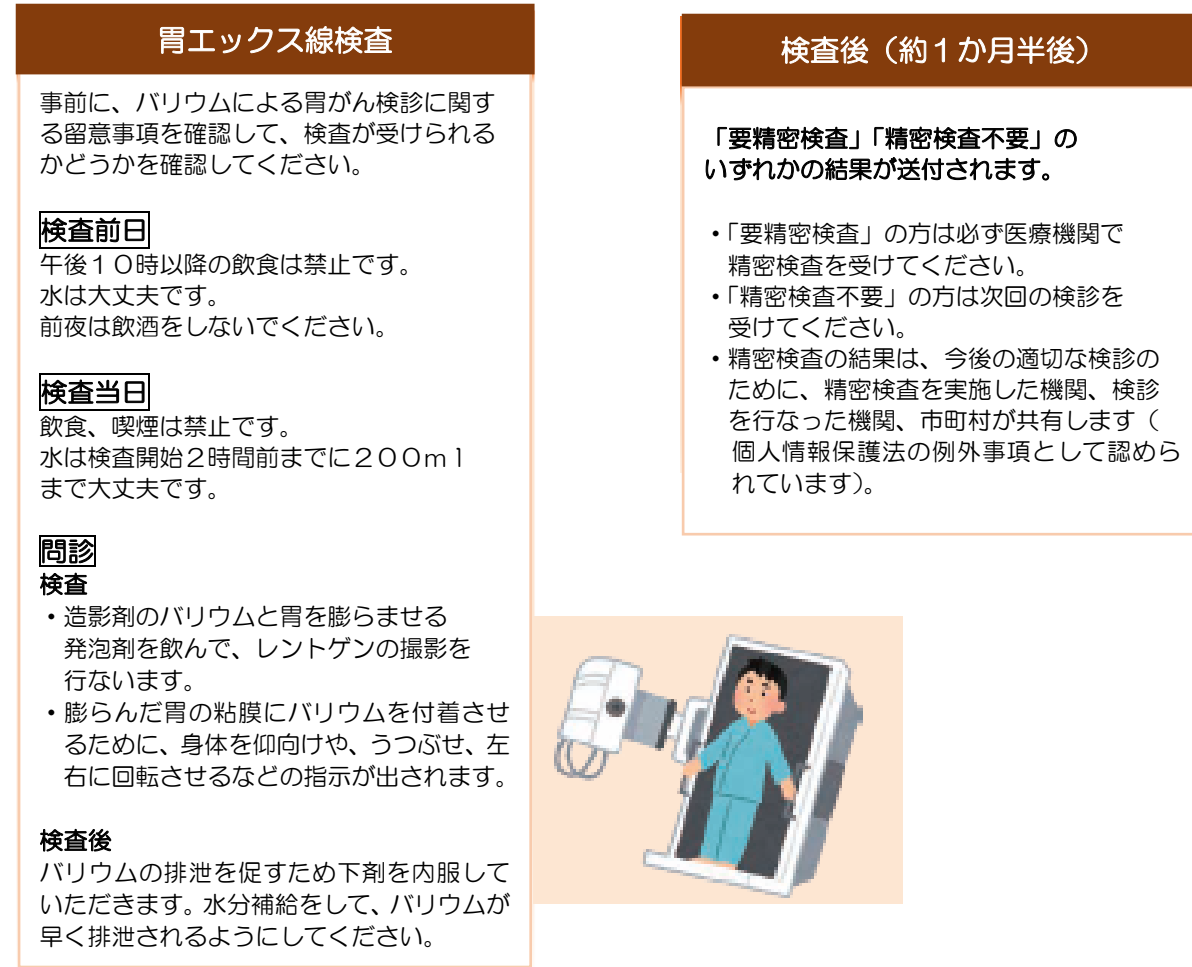 胃エックス線検査
事前に、バリウムによる胃がん検診に関す
る留意事項を確認して、検査が受けられる
かどうかを確認してください。
検査前日
午後１０時以降の飲食は禁止です。
水は大丈夫です。
前夜は飲酒をしないでください。
検査当日
飲食、喫煙は禁止です。
水は検査開始２時間前までに２００ｍｌ
まで大丈夫です。
問診
検査
・造影剤のバリウムと胃を膨らませる
発泡剤を飲んで、レントゲンの撮影を
行ないます。
・膨らんだ胃の粘膜にバリウムを付着させ
るために、身体を仰向けや、うつぶせ、左
右に回転させるなどの指示が出されます。
検査後
バリウムの排泄を促すため下剤を内服して
いただきます。水分補給をして、バリウムが
早く排泄されるようにしてください。
検査後（約１か月半後）
「要精密検査」「精密検査不要」の
いずれかの結果が送付されます。
・「要精密検査」の方は必ず医療機関で
精密検査を受けてください。
・「精密検査不要」の方は次回の検診を
受けてください。
・精密検査の結果は、今後の適切な検診の
ために、精密検査を実施した機関、検診
を行なった機関、市町村が共有します（
個人情報保護法の例外事項として認めら
れています）。